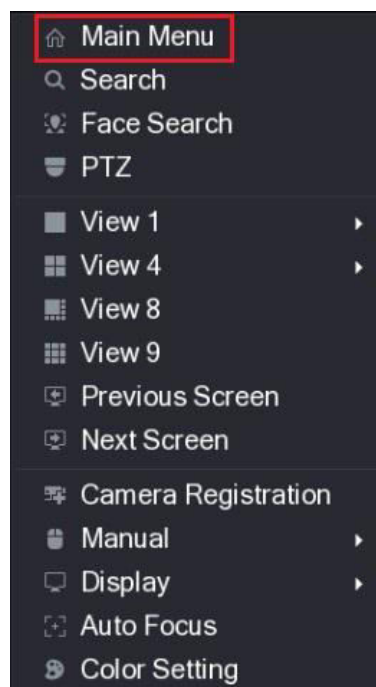 Main Menu
Search
Face Search
PTZ
View 1
View 4
View 8
View 9
Previous Screen
Next Screen
Camera Registration
Manual
Display
Auto Focus
Color Setting